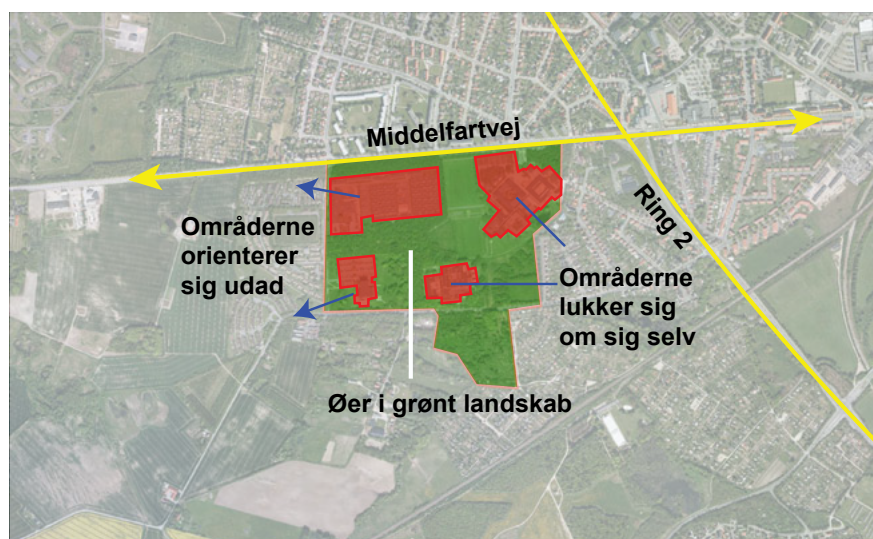 Middelfartvej
Ring 2
Områderne
orienterer
sig udad
Områderne
lukker sig
om sig selv
Øer i grønt landskab